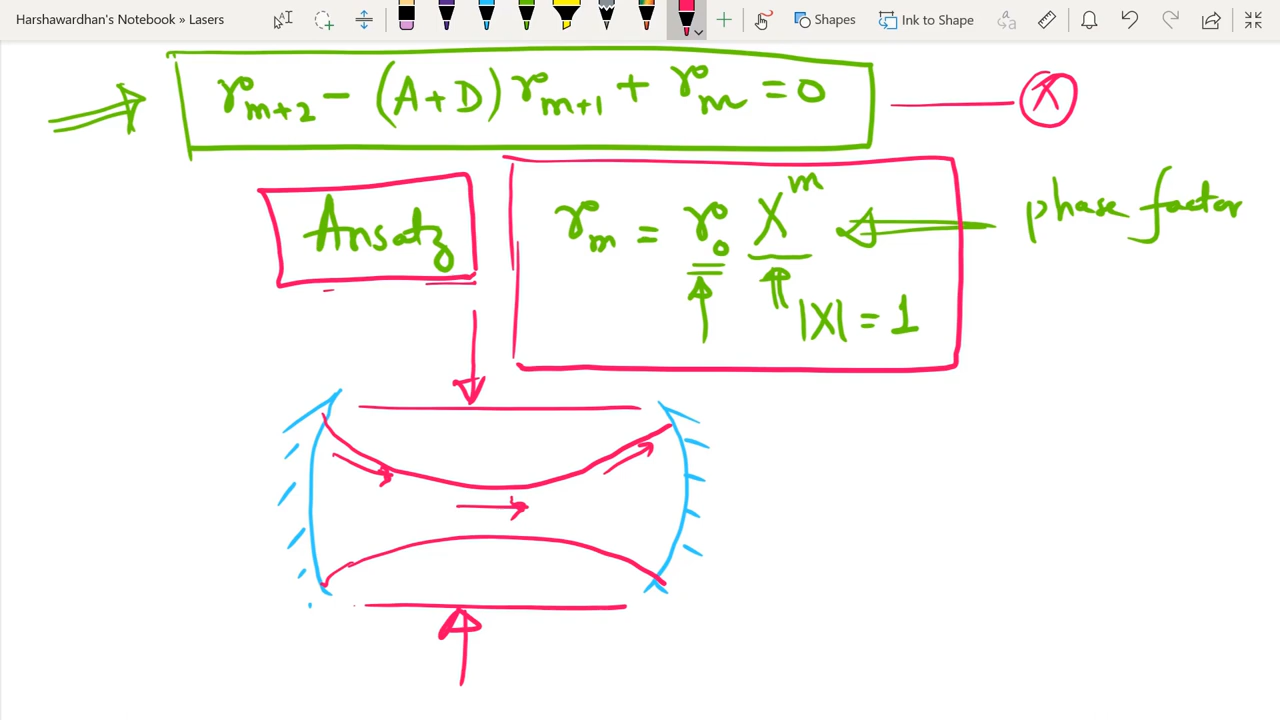 Harshawardhan's Notebook » Lasers
Shapes
Ink to Shape
⇒ r_{m+2} - (A+D) r_{m+1} + r_m = 0 — X
Ansatz
r_m = r_0 X^m ⇐ phase factor
|X| = 1